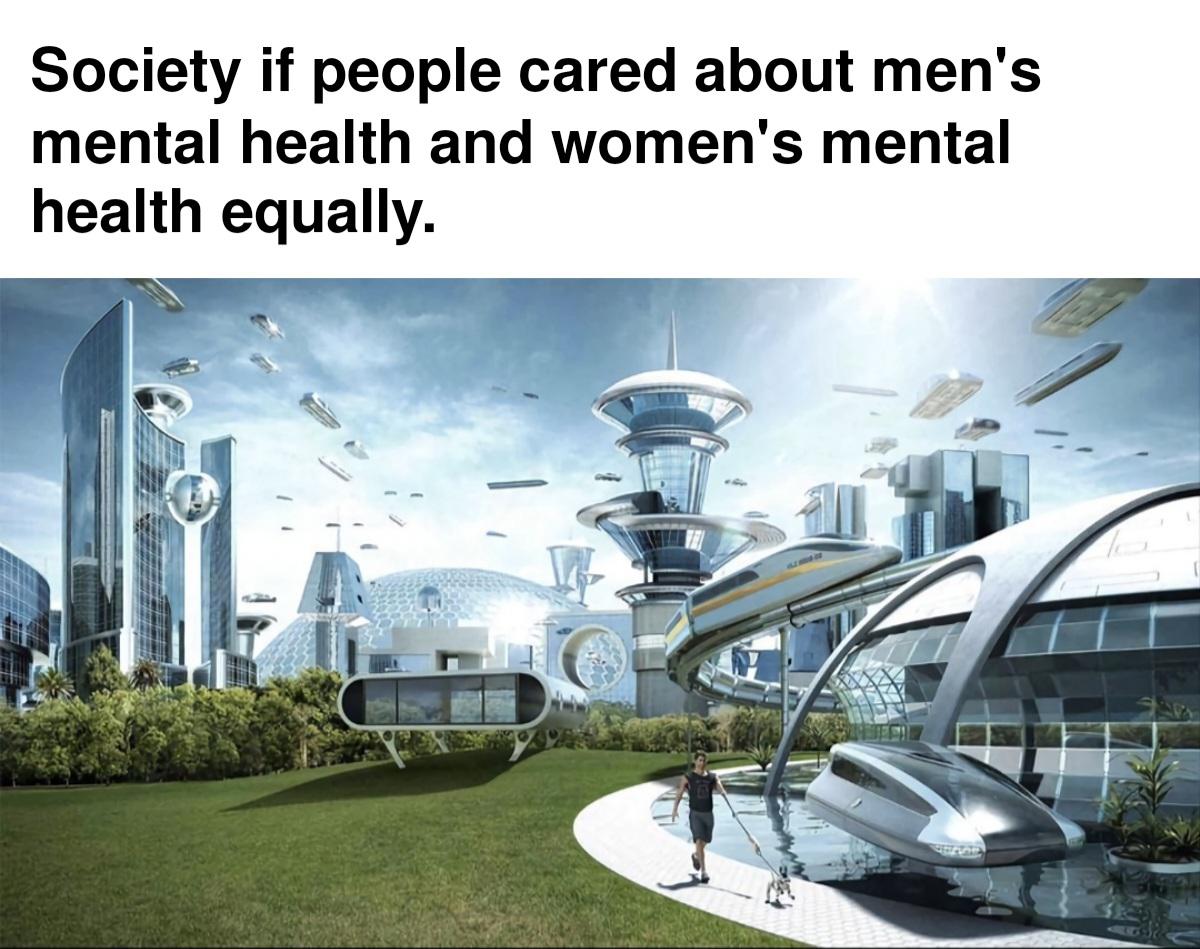 Society if people cared about men's
mental health and women's mental
health equally.